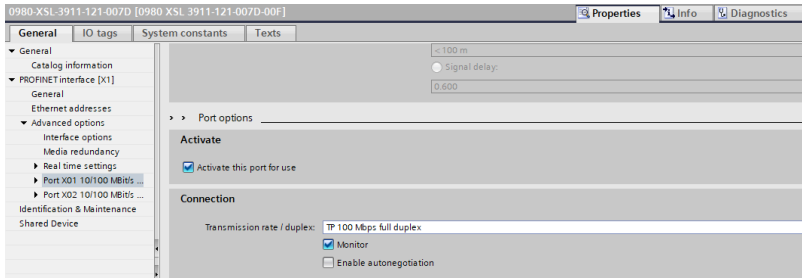 0980-XSL-3911-121-007D [0980 XSL 3911-121-007D-00F]
Properties
Info
Diagnostics
General
IO tags
System constants
Texts
General
Catalog information
PROFINET interface [X1]
General
Ethernet addresses
Advanced options
Interface options
Media redundancy
Real time settings
Port X01 10/100 MBit/s ...
Port X02 10/100 MBit/s ...
Identification & Maintenance
Shared Device
< 100 m
Signal delay:
0.600
> > Port options
Activate
Activate this port for use
Connection
Transmission rate / duplex: TP 100 Mbps full duplex
Monitor
Enable autonegotiation